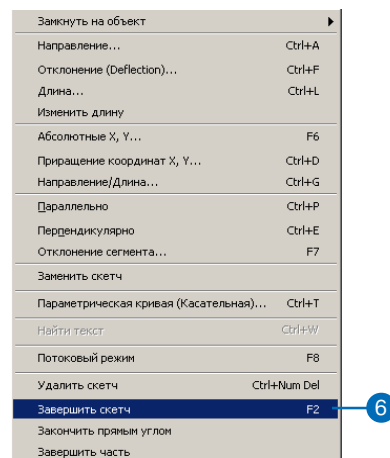 Замкнуть на объект
Направление... Ctrl+A
Отклонение (Deflection)... Ctrl+F
Длина... Ctrl+L
Изменить длину
Абсолютные X, Y... F6
Приращение координат X, Y... Ctrl+D
Направление/Длина... Ctrl+G
Параллельно Ctrl+P
Перпендикулярно Ctrl+E
Отклонение сегмента... F7
Заменить скетч
Параметрическая кривая (Касательная)... Ctrl+T
Найти текст Ctrl+W
Потоковый режим F8
Удалить скетч Ctrl+Num Del
Завершить скетч F2 6
Закончить прямым углом
Завершить часть